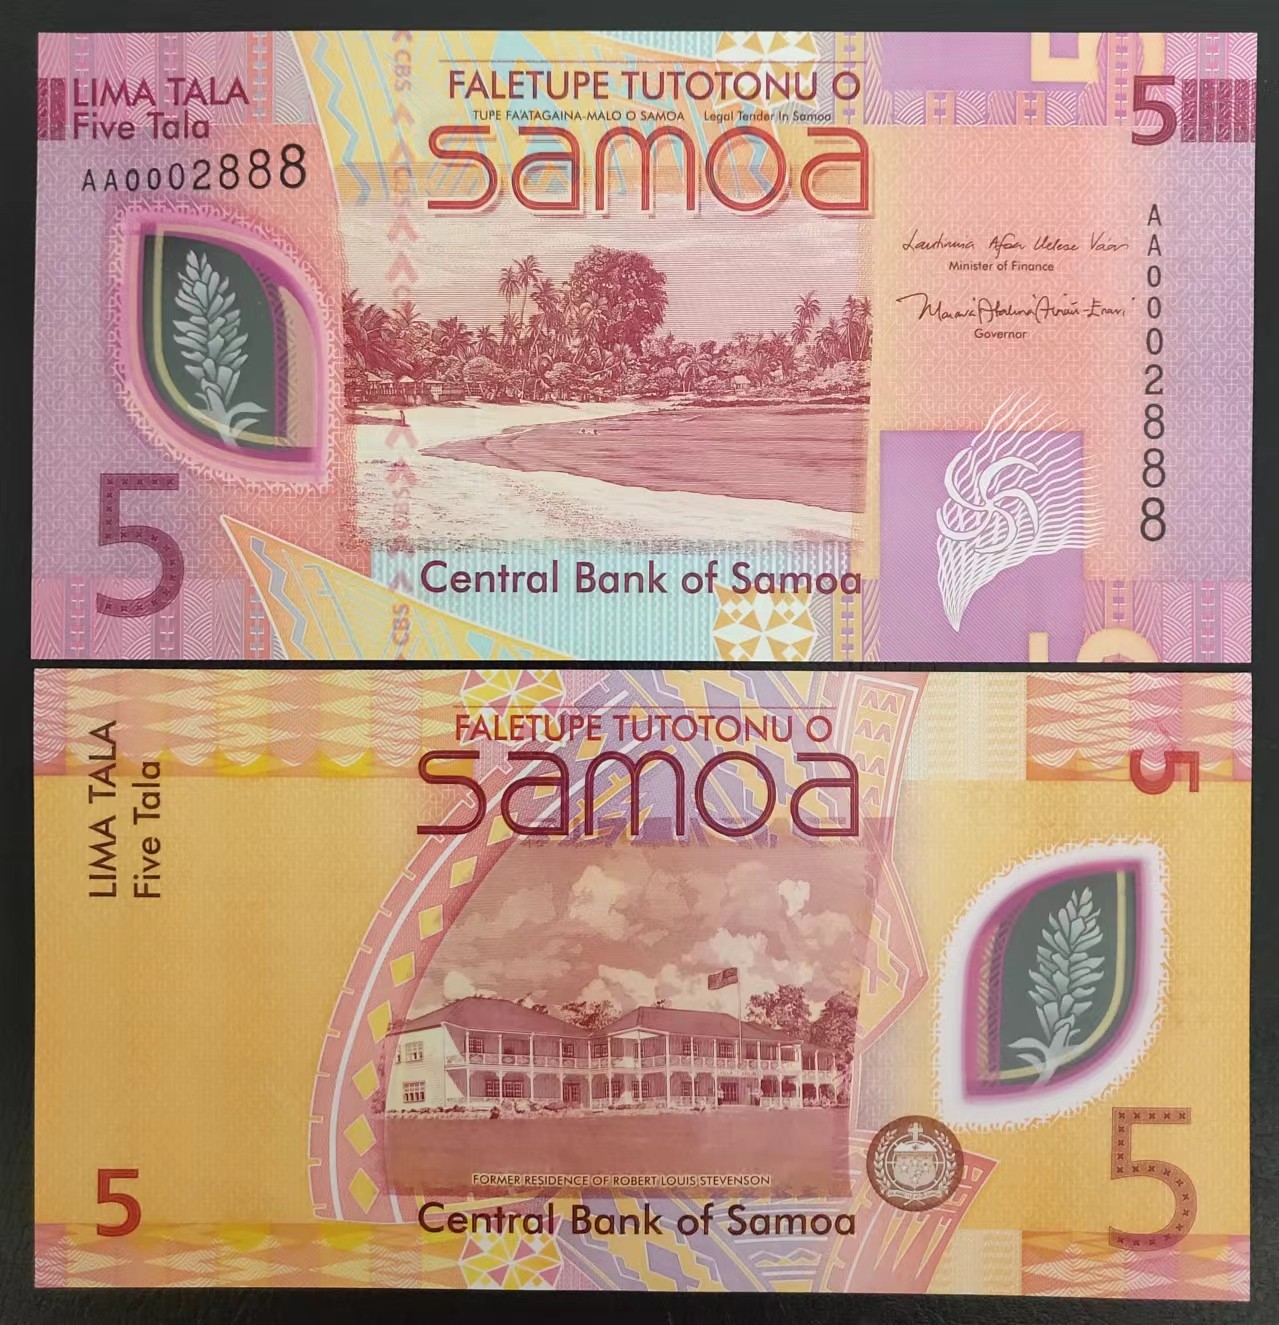 LIMA TALA
Five Tala
AA0002888
FALETUPE TUTOTONU O
TUPE FA'ATAGAINA-MALO O SAMOA Legal Tender In Samoa
samoa
5
CBS
Minister of Finance
Governor
AA0002888
5
CBS
Central Bank of Samoa
LIMA TALA
Five Tala
FALETUPE TUTOTONU O
samoa
5
FORMER RESIDENCE OF ROBERT LOUIS STEVENSON
Central Bank of Samoa
5
5